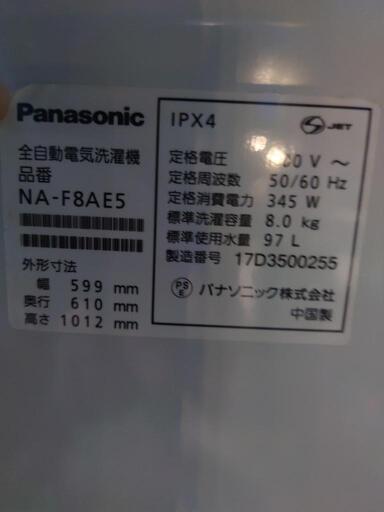 Panasonic
全自動電気洗濯機
品番
NA-F8AE5
外形寸法
幅 599 mm
奥行 610 mm
高さ 1012 mm
IPX4
JET
定格電圧 00 V ～
定格周波数 50/60 Hz
定格消費電力 345 W
標準洗濯容量 8.0 kg
標準使用水量 97 L
製造番号 17D3500255
PS
E
パナソニック株式会社
中国製